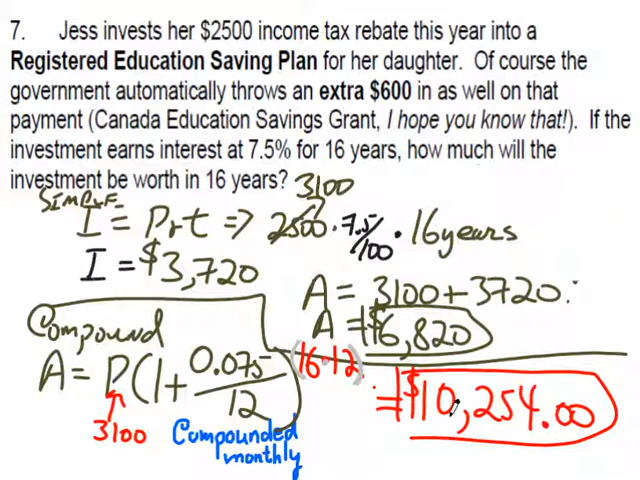 7. Jess invests her $2500 income tax rebate this year into a
Registered Education Saving Plan for her daughter. Of course the
government automatically throws an extra $600 in as well on that
payment (Canada Education Savings Grant, I hope you know that!). If the
investment earns interest at 7.5% for 16 years, how much will the
investment be worth in 16 years? 3100
SIMPLE
I = Prt => 2500 · 7.5/100 · 16 years
I = $3,720
A = 3100 + 3720
A = $6,820
Compound
A = P(1 + 0.075/12)^(16·12)
= $10,254.00
3100
Compounded
monthly